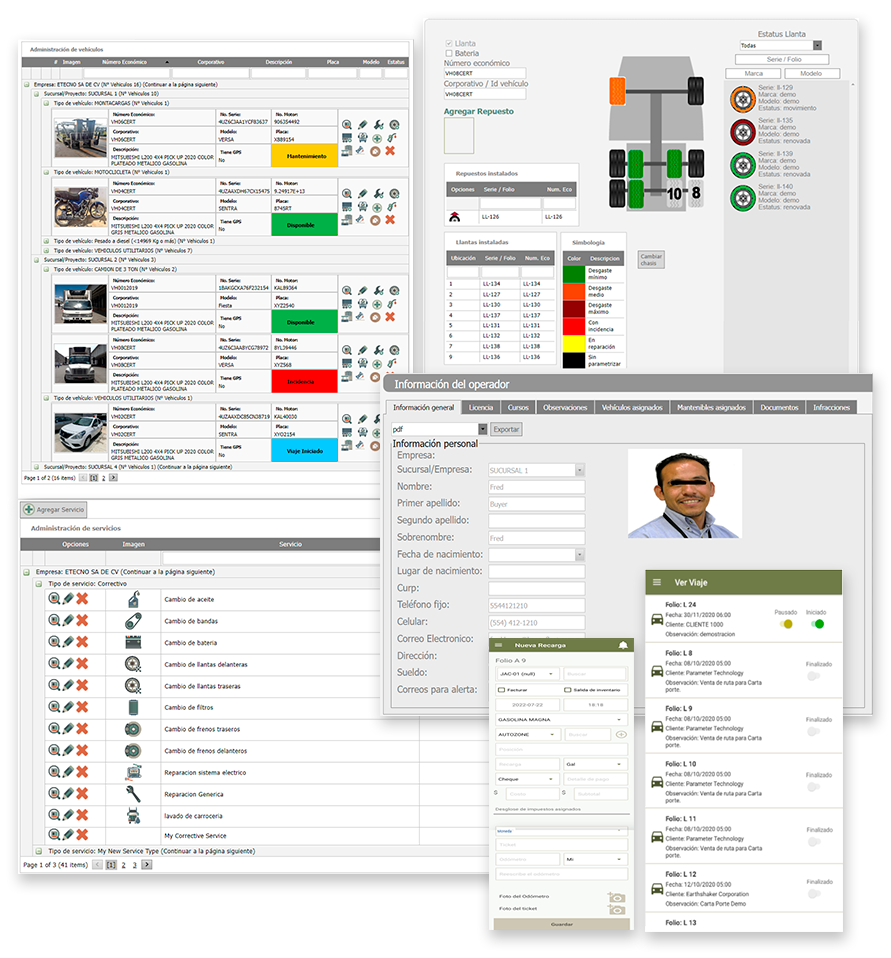 Administración de vehículos
# Imagen Número Económico Corporativo Descripción Placa Modelo Estatus
Empresa: ETECNO SA DE CV (Nº Vehiculos 16) (Continuar a la página siguiente)
Sucursal/Proyecto: SUCURSAL 1 (Nº Vehiculos 10)
Tipo de vehiculo: MONTACARGAS (Nº Vehiculos 1)
Número Económico: No. Serie: No. Motor:
VH06CERT 4UZ6CJAA1YCF83637 906354492
Corporativo: Modelo: Placa:
VH06CERT VERSA XBB9154
Descripción: Tiene GPS
MITSUBISHI L200 4X4 PICK UP 2020 COLOR No Mantenimiento
PLATEADO METALICO GASOLINA
Tipo de vehiculo: MOTOCLICLETA (Nº Vehiculos 1)
Número Económico: No. Serie: No. Motor:
VH04CERT 4UZAAXDH67CX15475 9.24917E+13
Corporativo: Modelo: Placa:
VH04CERT SENTRA 8745RT
Descripción: Tiene GPS
MITSUBISHI L200 4X4 PICK UP 2020 COLOR No Disponible
GRIS METALICO GASOLINA
Tipo de vehiculo: Pesado a diesel (<14969 Kg o más) (Nº Vehiculos 1)
Tipo de vehiculo: VEHICULOS UTILITARIOS (Nº Vehiculos 7)
Sucursal/Proyecto: SUCURSAL 2 (Nº Vehiculos 3)
Tipo de vehiculo: CAMION DE 3 TON (Nº Vehiculos 2)
Número Económico: No. Serie: No. Motor:
VH0012019 1BAKGCKA76F232154 KAL89364
Corporativo: Modelo: Placa:
VH0012019 Fiesta XYZ2540
Descripción: Tiene GPS
MITSUBISHI L200 4X4 PICK UP 2020 COLOR No Disponible
PLATEADO METALICO GASOLINA
Número Económico: No. Serie: No. Motor:
VH08CERT 4UZ6CJAA8YCG78972 8YL39446
Corporativo: Modelo: Placa:
VH08CERT VERSA XYZ568
Descripción: Tiene GPS
MITSUBISHI L200 4X4 PICK UP 2020 COLOR No Incidencia
PLATEADO METALICO GASOLINA
Tipo de vehiculo: VEHICULOS UTILITARIOS (Nº Vehiculos 1)
Número Económico: No. Serie: No. Motor:
VH02CERT 4UZAAXDC85CN38719 KAL40030
Corporativo: Modelo: Placa:
VH02CERT SENTRA XYO2154
Descripción: Tiene GPS
MITSUBISHI L200 4X4 PICK UP 2020 COLOR No Viaje Iniciado
GRIS METALICO GASOLINA
Sucursal/Proyecto: SUCURSAL 4 (Nº Vehiculos 1) (Continuar a la página siguiente)
Page 1 of 2 (16 items) < [1] 2 >
Agregar Servicio
Administración de servicios
Opciones Imagen Servicio
Empresa: ETECNO SA DE CV (Continuar a la página siguiente)
Tipo de servicio: Correctivo
Cambio de aceite
Cambio de bandas
Cambio de bateria
Cambio de llantas delanteras
Cambio de llantas traseras
Cambio de filtros
Cambio de frenos traseros
Cambio de frenos delanteros
Reparacion sistema electrico
Reparacion Generica
lavado de carroceria
My Corrective Service
Tipo de servicio: My New Service Type (Continuar a la página siguiente)
Page 1 of 3 (41 items) < [1] 2 3 >
Llanta
Batería
Número económico
VH08CERT
Corporativo / Id vehículo
VH08CERT
Agregar Repuesto
Repuestos instalados
Opciones Serie / Folio Num. Eco
LL-126 LL-126
Llantas instaladas
Ubicación Serie / Folio Num. Eco
1 LL-134 LL-134
2 LL-127 LL-127
3 LL-130 LL-130
4 LL-137 LL-137
5 LL-131 LL-131
6 LL-132 LL-132
7 LL-138 LL-138
9 LL-136 LL-136
Simbología
Color Descripcion
Desgaste
mínimo
Desgaste
medio
Desgaste
máximo
Con
incidencia
En
reparación
Sin
parametrizar
10 8
Cambiar
chasis
Estatus Llanta
Todas
Serie / Folio
Marca Modelo
Serie: ll-129
Marca: demo
Modelo: demo
Estatus: movimiento
Serie: ll-135
Marca: demo
Modelo: demo
Estatus: renovada
Serie: ll-139
Marca: demo
Modelo: demo
Estatus: renovada
Serie: ll-140
Marca: demo
Modelo: demo
Estatus: renovada
Información del operador
Información general Licencia Cursos Observaciones Vehículos asignados Mantenibles asignados Documentos Infracciones
pdf Exportar
Información personal
Empresa:
Sucursal/Empresa: SUCURSAL 1
Nombre: Fred
Primer apellido: Buyer
Segundo apellido:
Sobrenombre: Fred
Fecha de nacimiento:
Lugar de nacimiento:
Curp:
Teléfono fijo: 5544121210
Celular: (554) 412-1210
Correo Electronico:
Dirección:
Sueldo:
Correos para alerta:
Nueva Recarga
Folio A 9
JAC-01 (null) Buscar
Facturar Salida de inventario
2022-07-22 18:18
GASOLINA MAGNA
AUTOZONE Buscar
Recarga Gal
Cheque Detalle de pago
$ $ Subtotal
Desglose de impuestos asignados
Mi:
Foto del Odómetro
Foto del ticket
Guardar
Ver Viaje
Folio: L 24
Fecha: 30/11/2020 06:00 Pausado Iniciado
Cliente: CLIENTE 1000
Observación: demostracion
Folio: L 8
Fecha: 08/10/2020 05:00 Finalizado
Cliente: Parameter Technology
Observación: Venta de ruta para Carta
porte.
Folio: L 9
Fecha: 08/10/2020 05:00 Finalizado
Cliente: Parameter Technology
Observación: Venta de ruta para Carta
porte.
Folio: L 10
Fecha: 08/10/2020 05:00 Finalizado
Cliente: Parameter Technology
Observación: Venta de ruta para Carta
porte.
Folio: L 11
Fecha: 08/10/2020 05:00 Finalizado
Cliente: Parameter Technology
Observación: Venta de ruta para Carta
porte.
Folio: L 12
Fecha: 12/10/2020 05:00 Finalizado
Cliente: Earthshaker Corporation
Observación: Carta Porte Demo
Folio: L 13